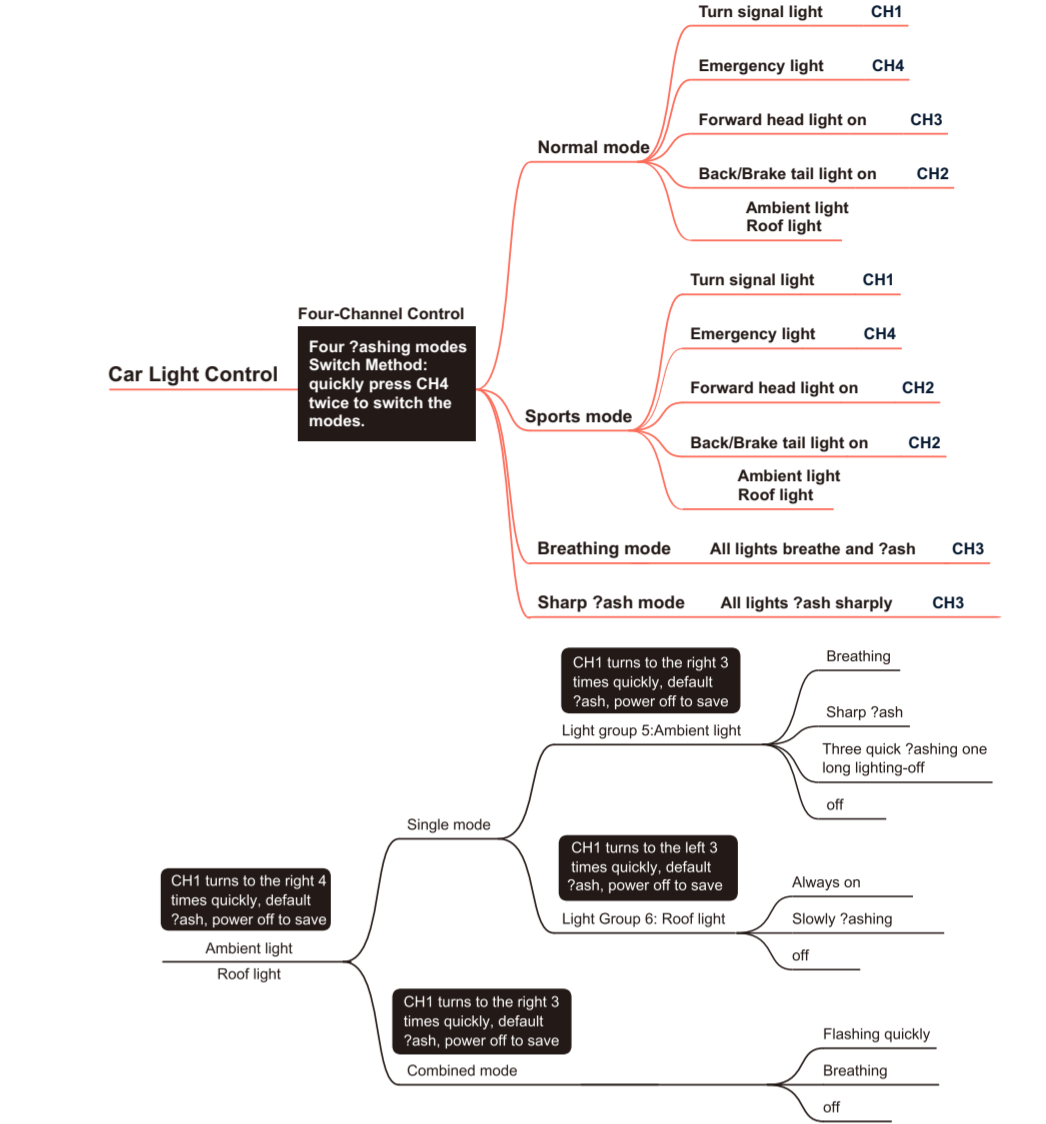 Turn signal light CH1
Emergency light CH4
Forward head light on CH3
Normal mode
Back/Brake tail light on CH2
Ambient light
Roof light
Turn signal light CH1
Four-Channel Control
Emergency light CH4
Four ?ashing modes
Switch Method:
quickly press CH4
twice to switch the
modes.
Car Light Control
Forward head light on CH2
Sports mode
Back/Brake tail light on CH2
Ambient light
Roof light
Breathing mode All lights breathe and ?ash CH3
Sharp ?ash mode All lights ?ash sharply CH3
CH1 turns to the right 3
times quickly, default
?ash, power off to save
Light group 5:Ambient light
Breathing
Sharp ?ash
Three quick ?ashing one
long lighting-off
off
Single mode
CH1 turns to the left 3
times quickly, default
?ash, power off to save
Light Group 6: Roof light
Always on
Slowly ?ashing
off
CH1 turns to the right 4
times quickly, default
?ash, power off to save
Ambient light
Roof light
CH1 turns to the right 3
times quickly, default
?ash, power off to save
Combined mode
Flashing quickly
Breathing
off